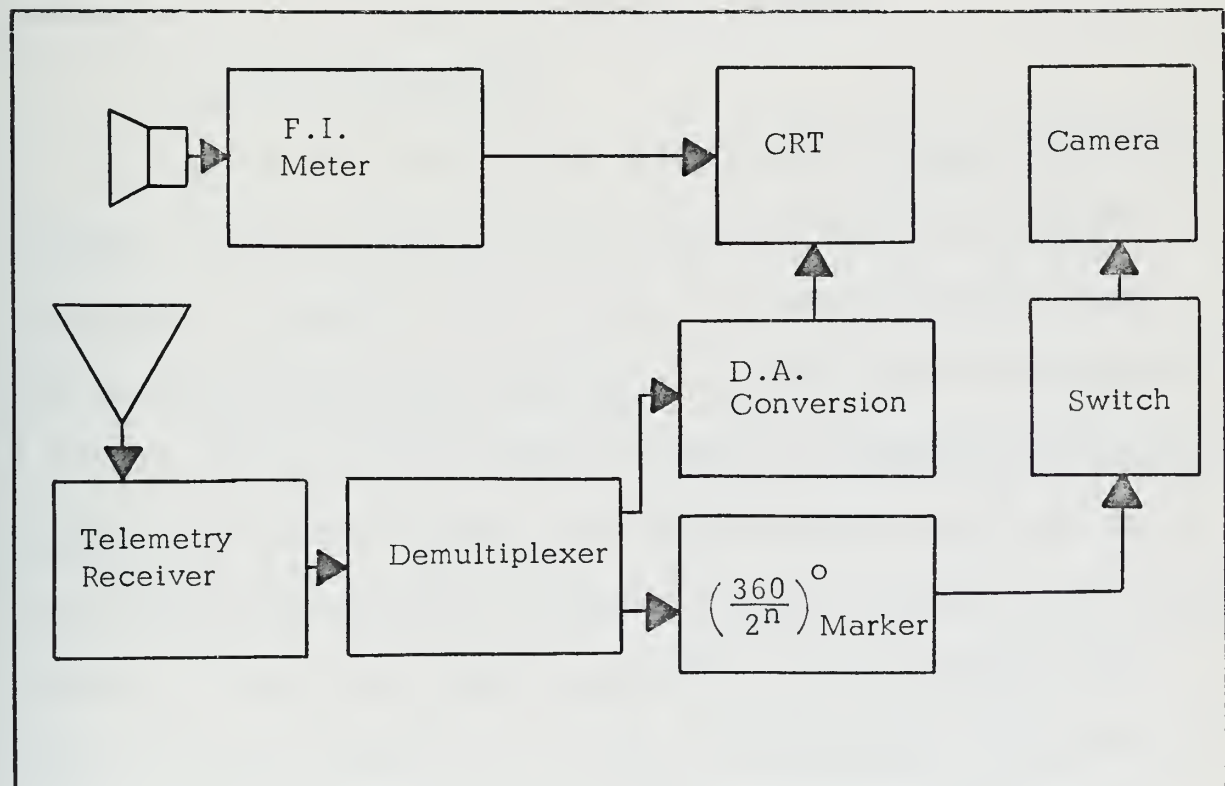 F.I.
Meter
CRT
Camera
D.A.
Conversion
Switch
Telemetry
Receiver
Demultiplexer
(360/2^n)° Marker